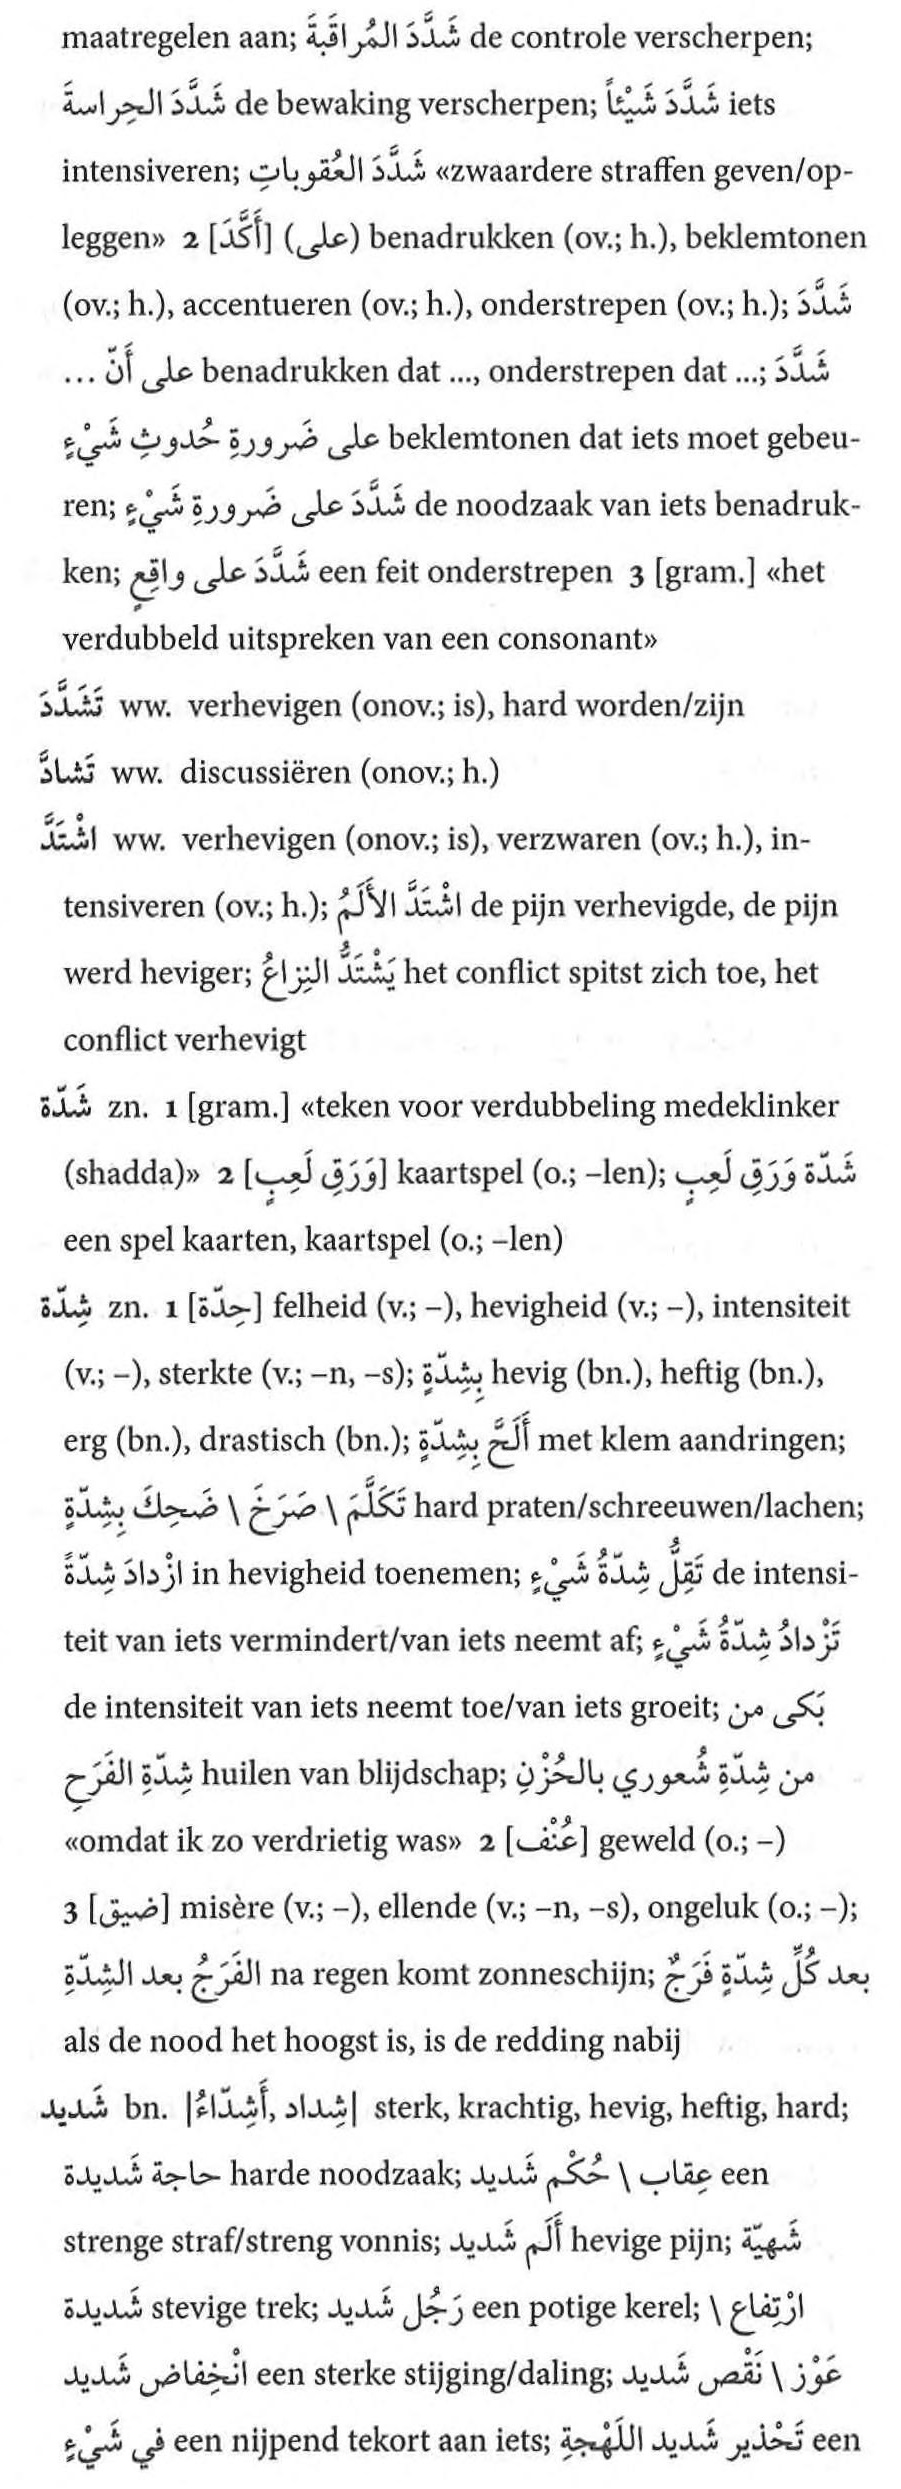 maatregelen aan; شَدَّدَ المُراقَبةَ de controle verscherpen;
شَدَّدَ الحِراسةَ de bewaking verscherpen; شَدَّدَ شَيْئاً iets
intensiveren; شَدَّدَ العُقوباتِ «zwaardere straffen geven/op-
leggen» 2 [أَكَّدَ] (على) benadrukken (ov.; h.), beklemtonen
(ov.; h.), accentueren (ov.; h.), onderstrepen (ov.; h.); شَدَّدَ
على أَنّ ... benadrukken dat ..., onderstrepen dat ...; شَدَّدَ
على ضَرورةِ حُدوثِ شَيْءٍ beklemtonen dat iets moet gebeu-
ren; شَدَّدَ على ضَرورةِ شَيْءٍ de noodzaak van iets benadruk-
ken; شَدَّدَ على واقِعٍ een feit onderstrepen 3 [gram.] «het
verdubbeld uitspreken van een consonant»
تَشَدَّدَ ww. verhevigen (onov.; is), hard worden/zijn
تَشادَّ ww. discussiëren (onov.; h.)
اشْتَدَّ ww. verhevigen (onov.; is), verzwaren (ov.; h.), in-
tensiveren (ov.; h.); اشْتَدَّ الأَلَمُ de pijn verhevigde, de pijn
werd heviger; يَشْتَدُّ النِزاعُ het conflict spitst zich toe, het
conflict verhevigt
شَدّة zn. 1 [gram.] «teken voor verdubbeling medeklinker
(shadda)» 2 [وَرَقِ لَعِبٍ] kaartspel (o.; –len); شَدّة وَرَقِ لَعِبٍ
een spel kaarten, kaartspel (o.; –len)
شِدّة zn. 1 [حِدّة] felheid (v.; –), hevigheid (v.; –), intensiteit
(v.; –), sterkte (v.; –n, –s); بِشِدّةٍ hevig (bn.), heftig (bn.),
erg (bn.), drastisch (bn.); أَلَحَّ بِشِدّةٍ met klem aandringen;
تَكَلَّمَ \ صَرَخَ \ ضَحِكَ بِشِدّةٍ hard praten/schreeuwen/lachen;
ازْدادَ شِدّةً in hevigheid toenemen; تَقِلُّ شِدّةُ شَيْءٍ de intensi-
teit van iets vermindert/van iets neemt af; تَزْدادُ شِدّةُ شَيْءٍ
de intensiteit van iets neemt toe/van iets groeit; بَكى من
شِدّةِ الفَرَحِ huilen van blijdschap; من شِدّةِ شُعوري بالحُزْنِ
«omdat ik zo verdrietig was» 2 [عُنْف] geweld (o.; –)
3 [ضيق] misère (v.; –), ellende (v.; –n, –s), ongeluk (o.; –);
الفَرَجُ بعد الشِدّةِ na regen komt zonneschijn; بعد كُلِّ شِدّةٍ فَرَجٌ
als de nood het hoogst is, is de redding nabij
شَديد bn. |شِداد, أَشِدّاءُ| sterk, krachtig, hevig, heftig, hard;
حاجة شَديدة harde noodzaak; عِقاب \ حُكْم شَديد een
strenge straf/streng vonnis; أَلَم شَديد hevige pijn; شَهيّة
شَديدة stevige trek; رَجُل شَديد een potige kerel; ارْتِفاع \
انْخِفاض شَديد een sterke stijging/daling; عَوْز \ نَقْص شَديد
في شَيْءٍ een nijpend tekort aan iets; تَحْذير شَديد اللَهْجةِ een